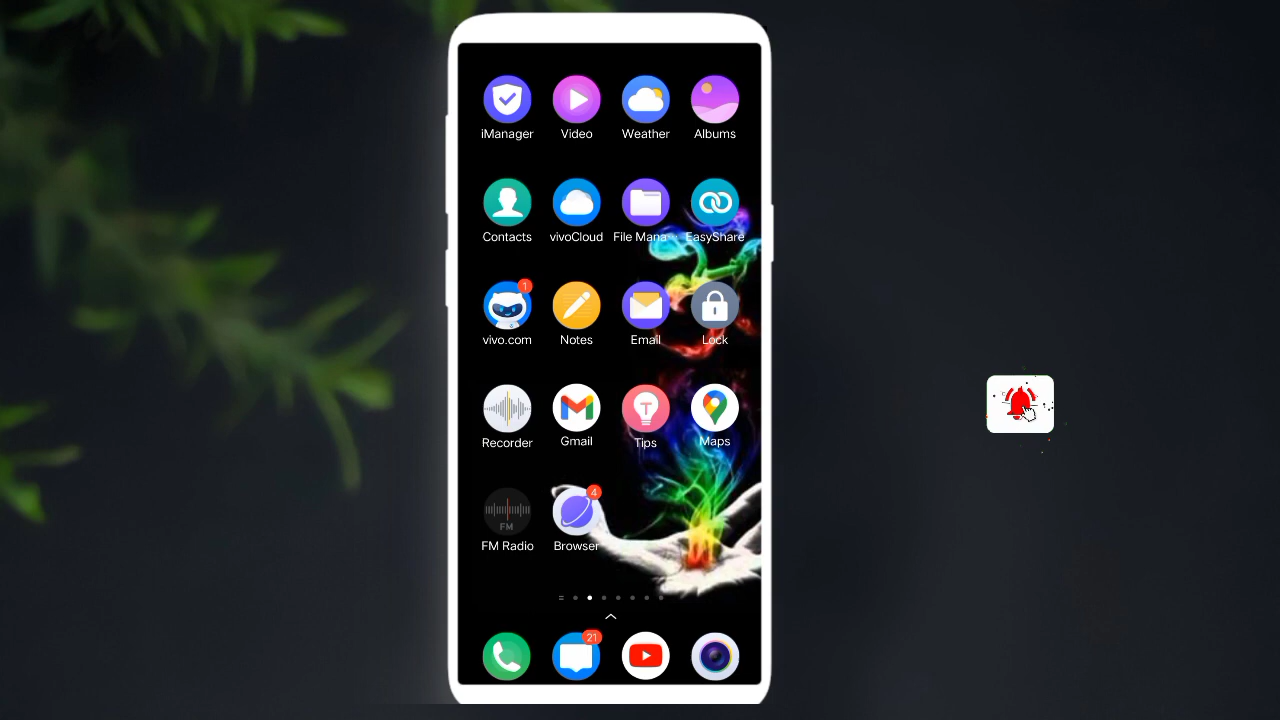 iManager Video Weather Albums
Contacts vivoCloud File Mana EasyShare
1
vivo.com Notes Email Lock
Recorder Gmail Tips Maps
4
FM
FM Radio Browser
21